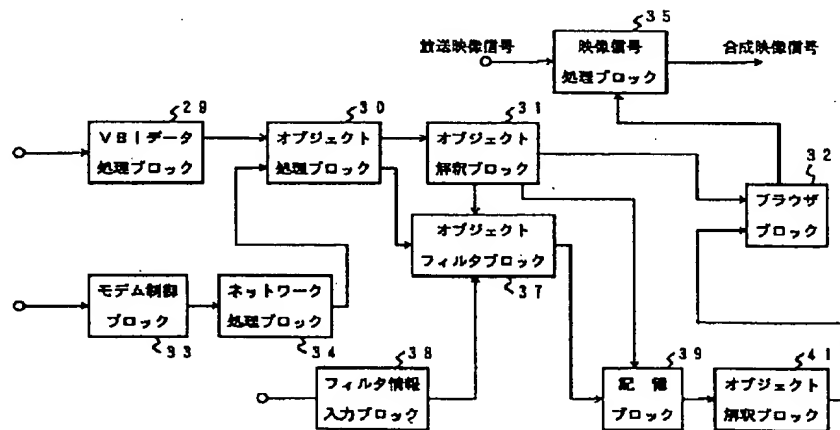 35
放送映像信号
映像信号
処理ブロック
合成映像信号
29
VBIデータ
処理ブロック
30
オブジェクト
処理ブロック
31
オブジェクト
解釈ブロック
32
ブラウザ
ブロック
オブジェクト
フィルタブロック
37
モデム制御
ブロック
33
ネットワーク
処理ブロック
34
38
フィルタ情報
入力ブロック
39
記憶
ブロック
41
オブジェクト
解釈ブロック